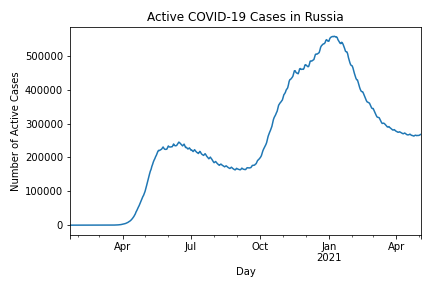 Active COVID-19 Cases in Russia
Number of Active Cases
500000
400000
300000
200000
100000
0
Apr Jul Oct Jan Apr
2021
Day